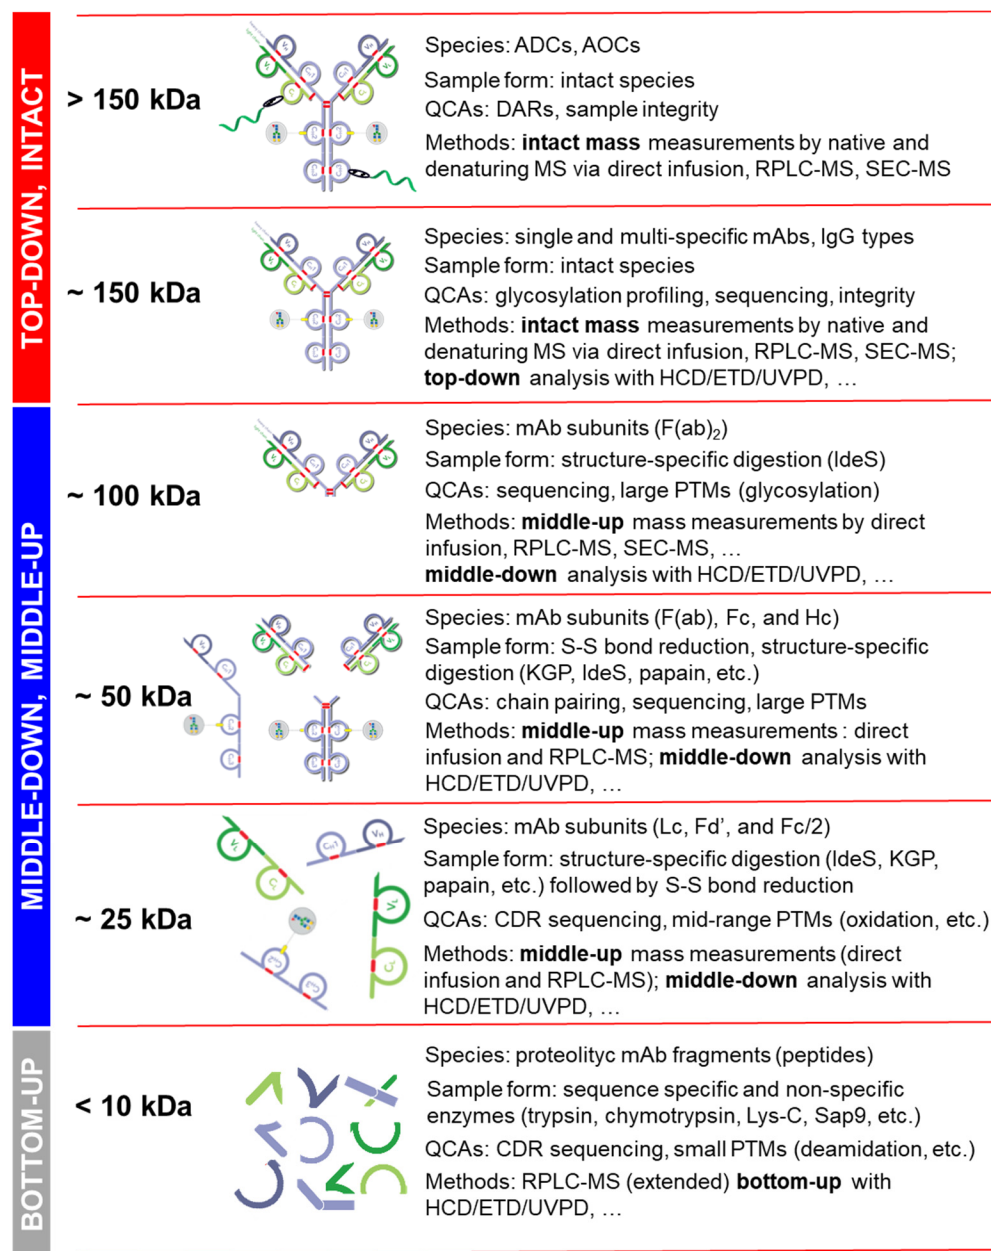 TOP-DOWN, INTACT
> 150 kDa
Species: ADCs, AOCs
Sample form: intact species
QCAs: DARs, sample integrity
Methods: intact mass measurements by native and
denaturing MS via direct infusion, RPLC-MS, SEC-MS
~ 150 kDa
Species: single and multi-specific mAbs, IgG types
Sample form: intact species
QCAs: glycosylation profiling, sequencing, integrity
Methods: intact mass measurements by native and
denaturing MS via direct infusion, RPLC-MS, SEC-MS;
top-down analysis with HCD/ETD/UVPD, …
MIDDLE-DOWN, MIDDLE-UP
~ 100 kDa
Species: mAb subunits (F(ab)₂)
Sample form: structure-specific digestion (IdeS)
QCAs: sequencing, large PTMs (glycosylation)
Methods: middle-up mass measurements by direct
infusion, RPLC-MS, SEC-MS, …
middle-down analysis with HCD/ETD/UVPD, …
~ 50 kDa
Species: mAb subunits (F(ab), Fc, and Hc)
Sample form: S-S bond reduction, structure-specific
digestion (KGP, IdeS, papain, etc.)
QCAs: chain pairing, sequencing, large PTMs
Methods: middle-up mass measurements : direct
infusion and RPLC-MS; middle-down analysis with
HCD/ETD/UVPD, …
~ 25 kDa
Species: mAb subunits (Lc, Fd’, and Fc/2)
Sample form: structure-specific digestion (IdeS, KGP,
papain, etc.) followed by S-S bond reduction
QCAs: CDR sequencing, mid-range PTMs (oxidation, etc.)
Methods: middle-up mass measurements (direct
infusion and RPLC-MS); middle-down analysis with
HCD/ETD/UVPD, …
BOTTOM-UP
< 10 kDa
Species: proteolityc mAb fragments (peptides)
Sample form: sequence specific and non-specific
enzymes (trypsin, chymotrypsin, Lys-C, Sap9, etc.)
QCAs: CDR sequencing, small PTMs (deamidation, etc.)
Methods: RPLC-MS (extended) bottom-up with
HCD/ETD/UVPD, …